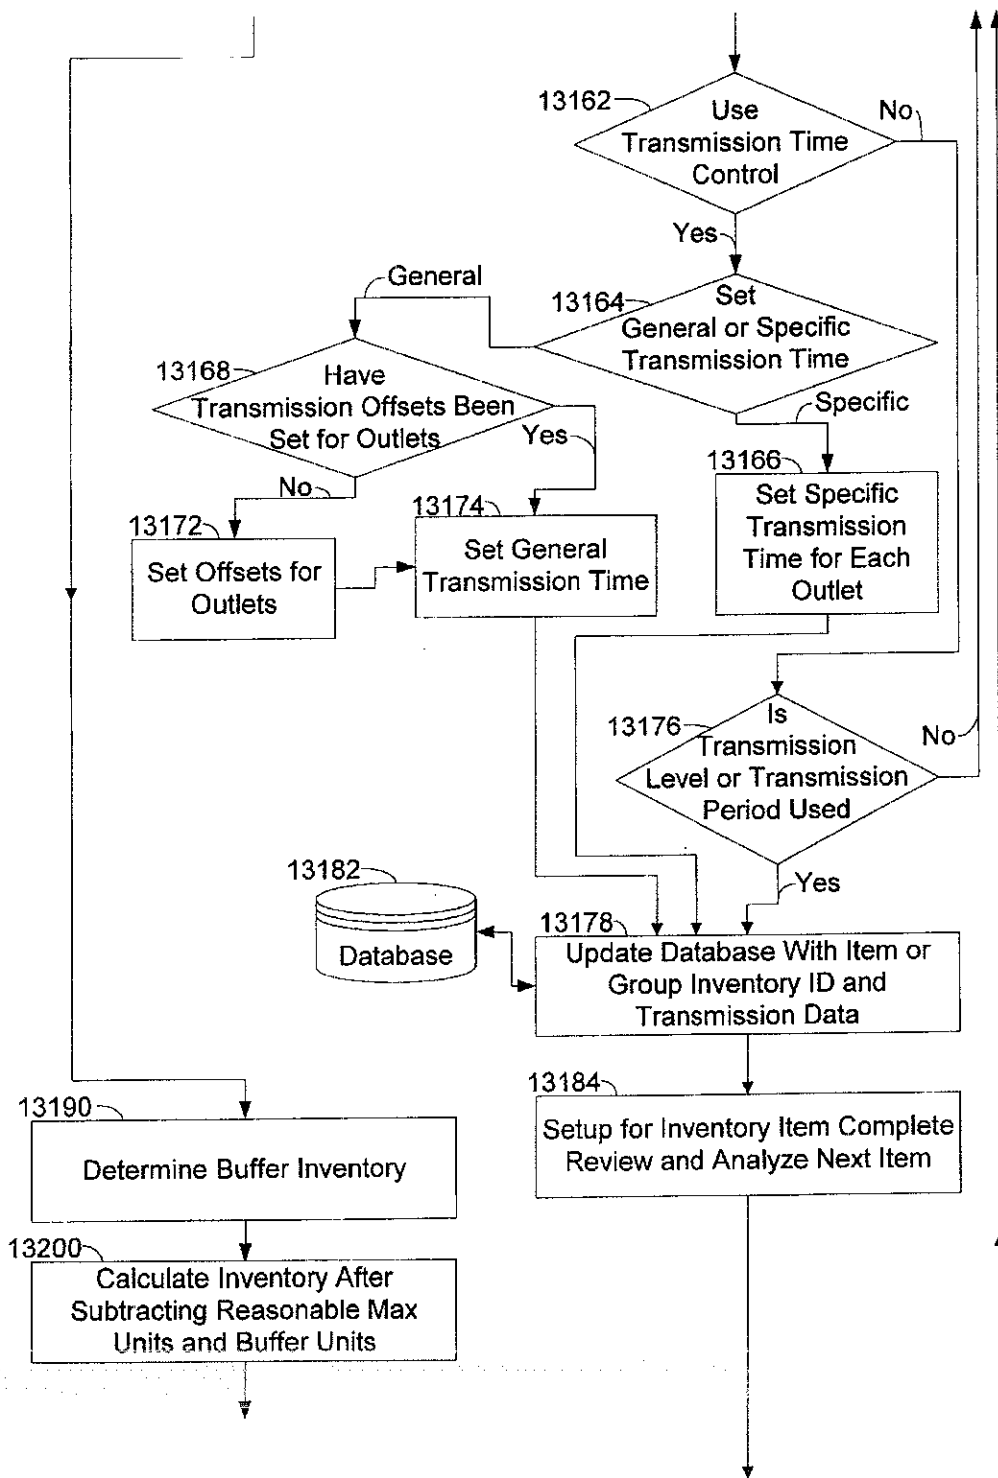 13162
Use
Transmission Time
Control
No
Yes
General
13164
Set
General or Specific
Transmission Time
13168
Have
Transmission Offsets Been
Set for Outlets
Yes
Specific
No
13166
Set Specific
Transmission
Time for Each
Outlet
13172
Set Offsets for
Outlets
13174
Set General
Transmission Time
13176
Is
Transmission
Level or Transmission
Period Used
No
Yes
13182
Database
13178
Update Database With Item or
Group Inventory ID and
Transmission Data
13184
Setup for Inventory Item Complete
Review and Analyze Next Item
13190
Determine Buffer Inventory
13200
Calculate Inventory After
Subtracting Reasonable Max
Units and Buffer Units